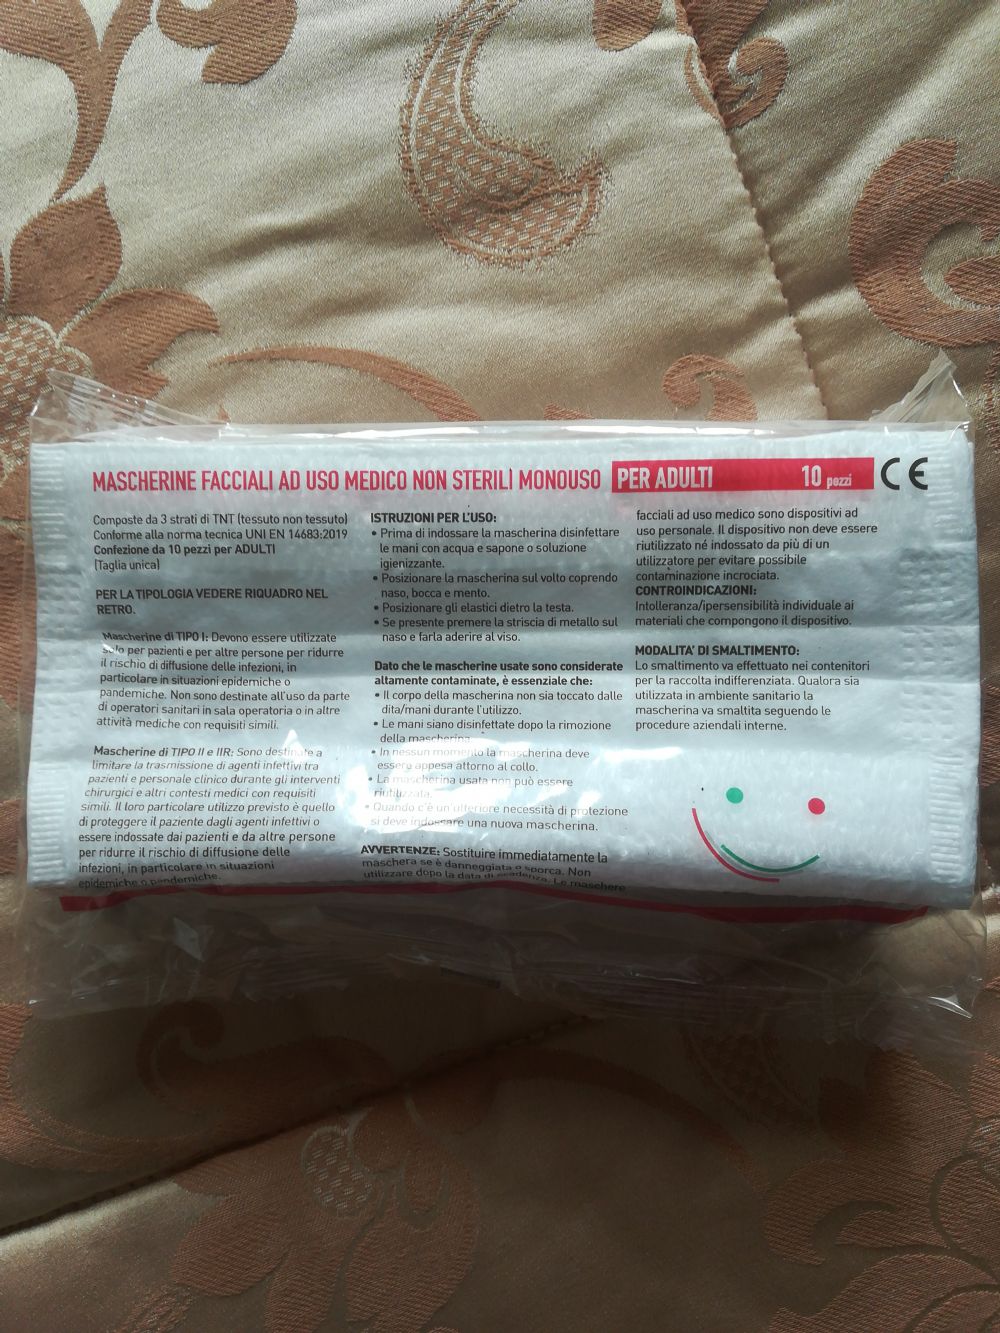 MASCHERINE FACCIALI AD USO MEDICO NON STERILI MONOUSO PER ADULTI 10 pezzi CE
Composte da 3 strati di TNT (tessuto non tessuto)
Conforme alla norma tecnica UNI EN 14683:2019
Confezione da 10 pezzi per ADULTI
(Taglia unica)
PER LA TIPOLOGIA VEDERE RIQUADRO NEL
RETRO.
Mascherine di TIPO I: Devono essere utilizzate
solo per pazienti e per altre persone per ridurre
il rischio di diffusione delle infezioni, in
particolare in situazioni epidemiche o
pandemiche. Non sono destinate all'uso da parte
di operatori sanitari in sala operatoria o in altre
attività mediche con requisiti simili.
Mascherine di TIPO II e IIR: Sono destinate a
limitare la trasmissione di agenti infettivi tra
pazienti e personale clinico durante gli interventi
chirurgici e altri contesti medici con requisiti
simili. Il loro particolare utilizzo previsto è quello
di proteggere il paziente dagli agenti infettivi o
essere indossate dai pazienti e da altre persone
per ridurre il rischio di diffusione delle
infezioni, in particolare in situazioni
epidemiche o pandemiche.
ISTRUZIONI PER L'USO:
• Prima di indossare la mascherina disinfettare
le mani con acqua e sapone o soluzione
igienizzante.
• Posizionare la mascherina sul volto coprendo
naso, bocca e mento.
• Posizionare gli elastici dietro la testa.
• Se presente premere la striscia di metallo sul
naso e farla aderire al viso.
Dato che le mascherine usate sono considerate
altamente contaminate, è essenziale che:
• Il corpo della mascherina non sia toccato dalle
dita/mani durante l'utilizzo.
• Le mani siano disinfettate dopo la rimozione
della mascherina.
• In nessun momento la mascherina deve
essere appesa attorno al collo.
• La mascherina usata non può essere
riutilizzata.
• Quando c'è un'ulteriore necessità di protezione
si deve indossare una nuova mascherina.
AVVERTENZE: Sostituire immediatamente la
maschera se è danneggiata o sporca. Non
utilizzare dopo la data di scadenza. Le maschere
facciali ad uso medico sono dispositivi ad
uso personale. Il dispositivo non deve essere
riutilizzato né indossato da più di un
utilizzatore per evitare possibile
contaminazione incrociata.
CONTROINDICAZIONI:
Intolleranza/ipersensibilità individuale ai
materiali che compongono il dispositivo.
MODALITA' DI SMALTIMENTO:
Lo smaltimento va effettuato nei contenitori
per la raccolta indifferenziata. Qualora sia
utilizzata in ambiente sanitario la
mascherina va smaltita seguendo le
procedure aziendali interne.